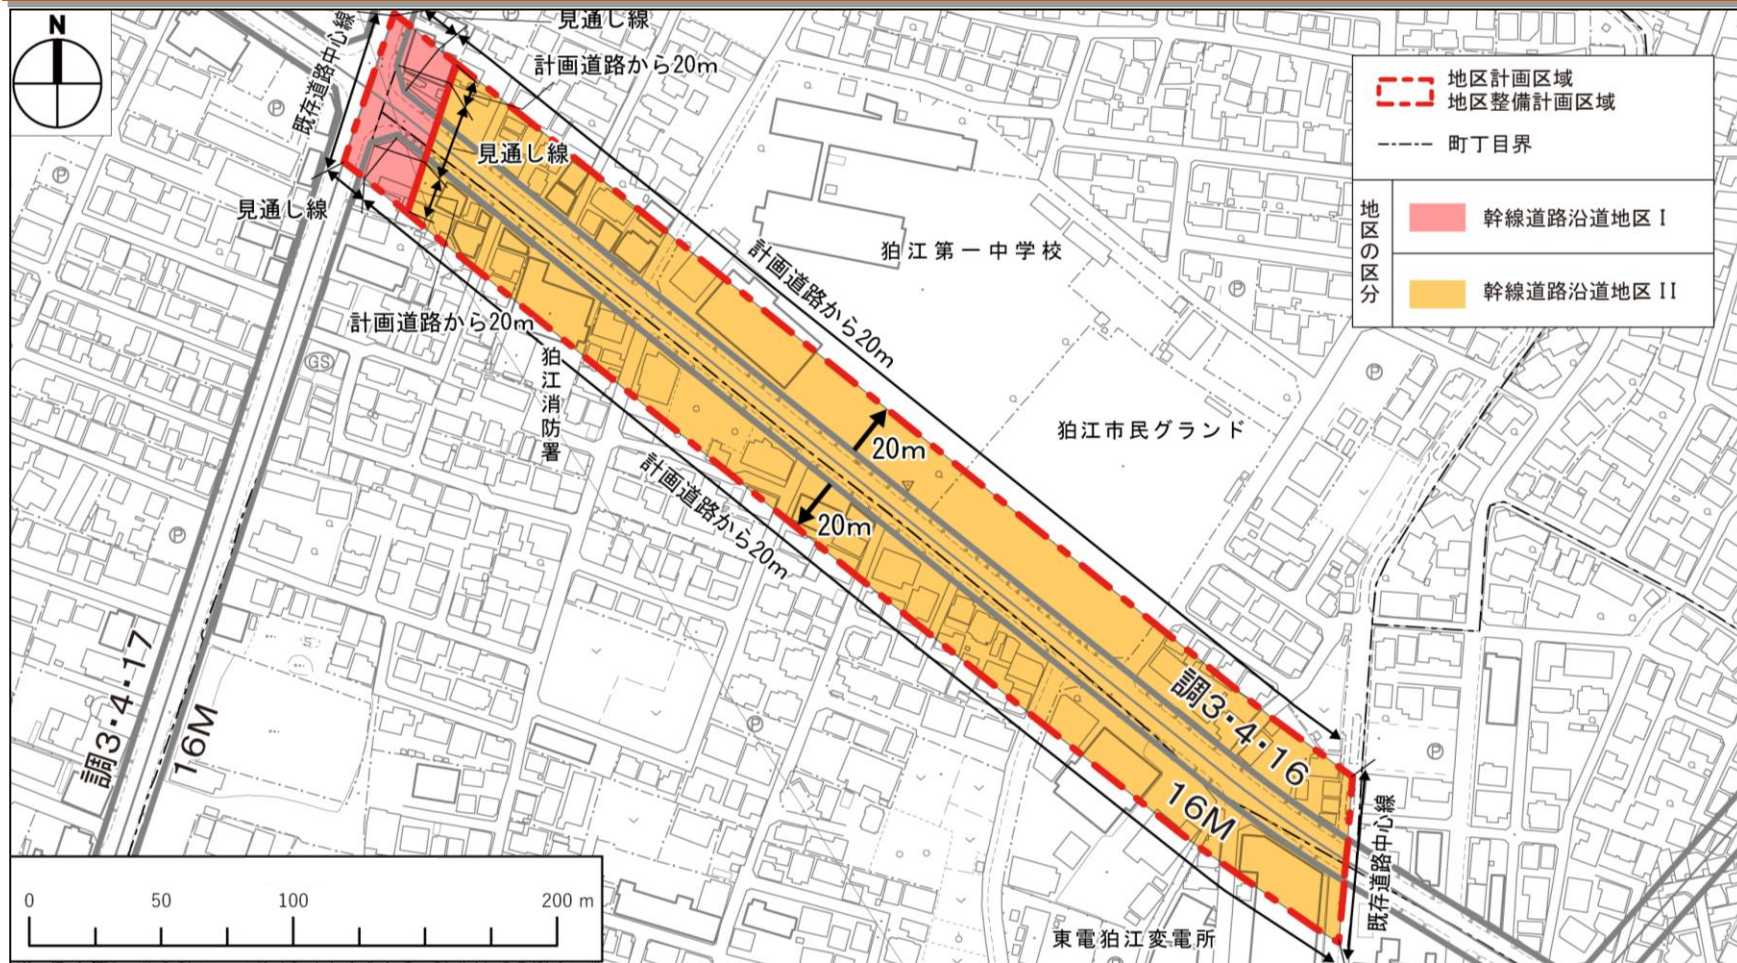 N
見通し線
既存道路中心線
計画道路から20m
見通し線
見通し線
計画道路から20m
地区計画区域
地区整備計画区域
町丁目界
地区の区分
幹線道路沿道地区 I
幹線道路沿道地区 II
狛江第一中学校
計画道路から20m
GS
狛江消防署
狛江市民グランド
20m
20m
計画道路から20m
調3・4・17
16M
調3・4・16
16M
既存道路中心線
東電狛江変電所
0 50 100 200 m
P
P
P
P
P
P
P
P